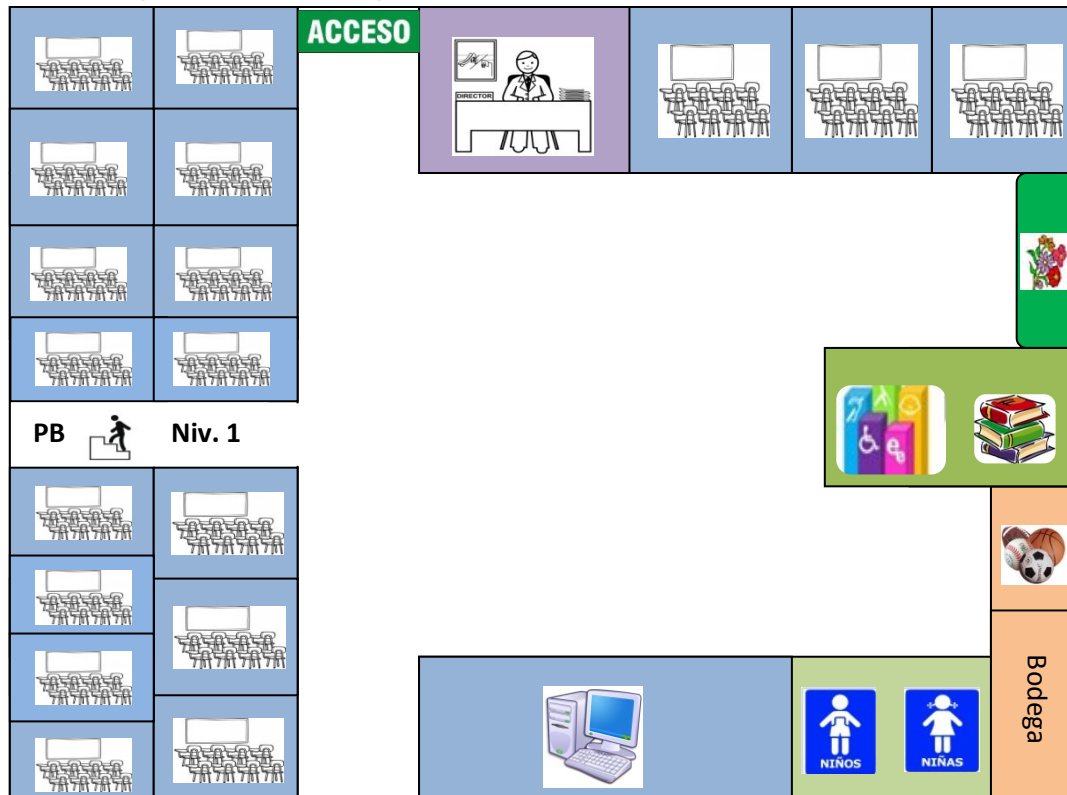 ACCESO
DIRECTOR
PB
Niv. 1
Bodega
NIÑOS
NIÑAS